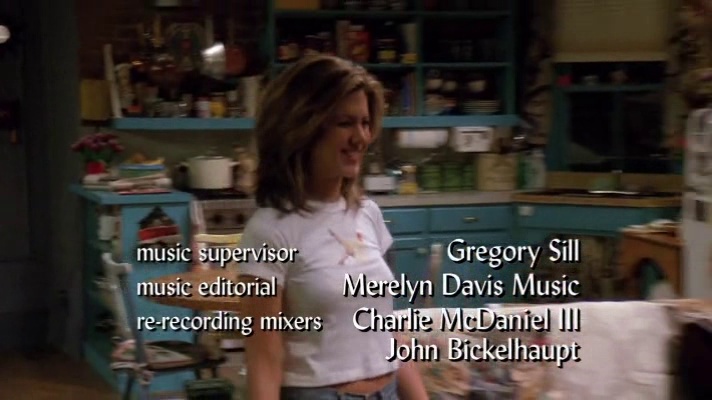 music supervisor Gregory Sill
music editorial Merelyn Davis Music
re-recording mixers Charlie McDaniel III
John Bickelhaupt